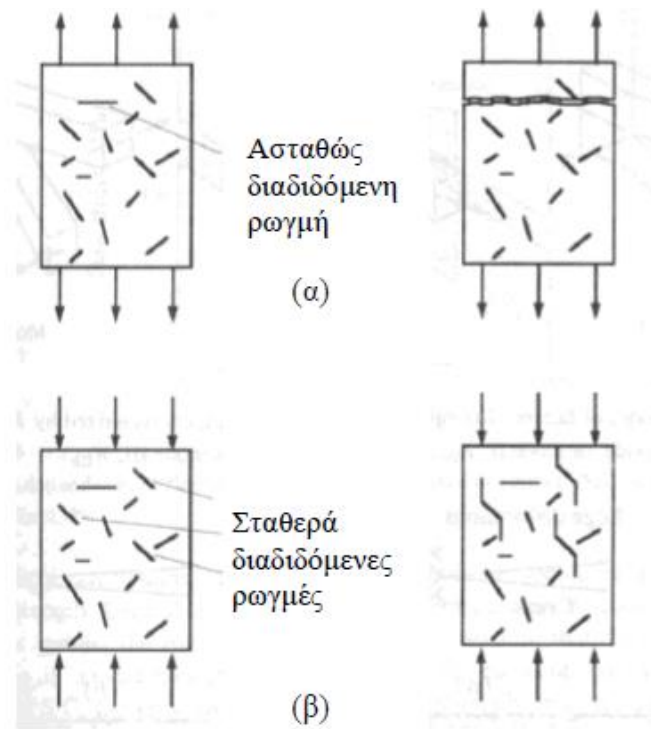 Ασταθώς
διαδιδόμενη
ρωγμή
(α)
Σταθερά
διαδιδόμενες
ρωγμές
(β)